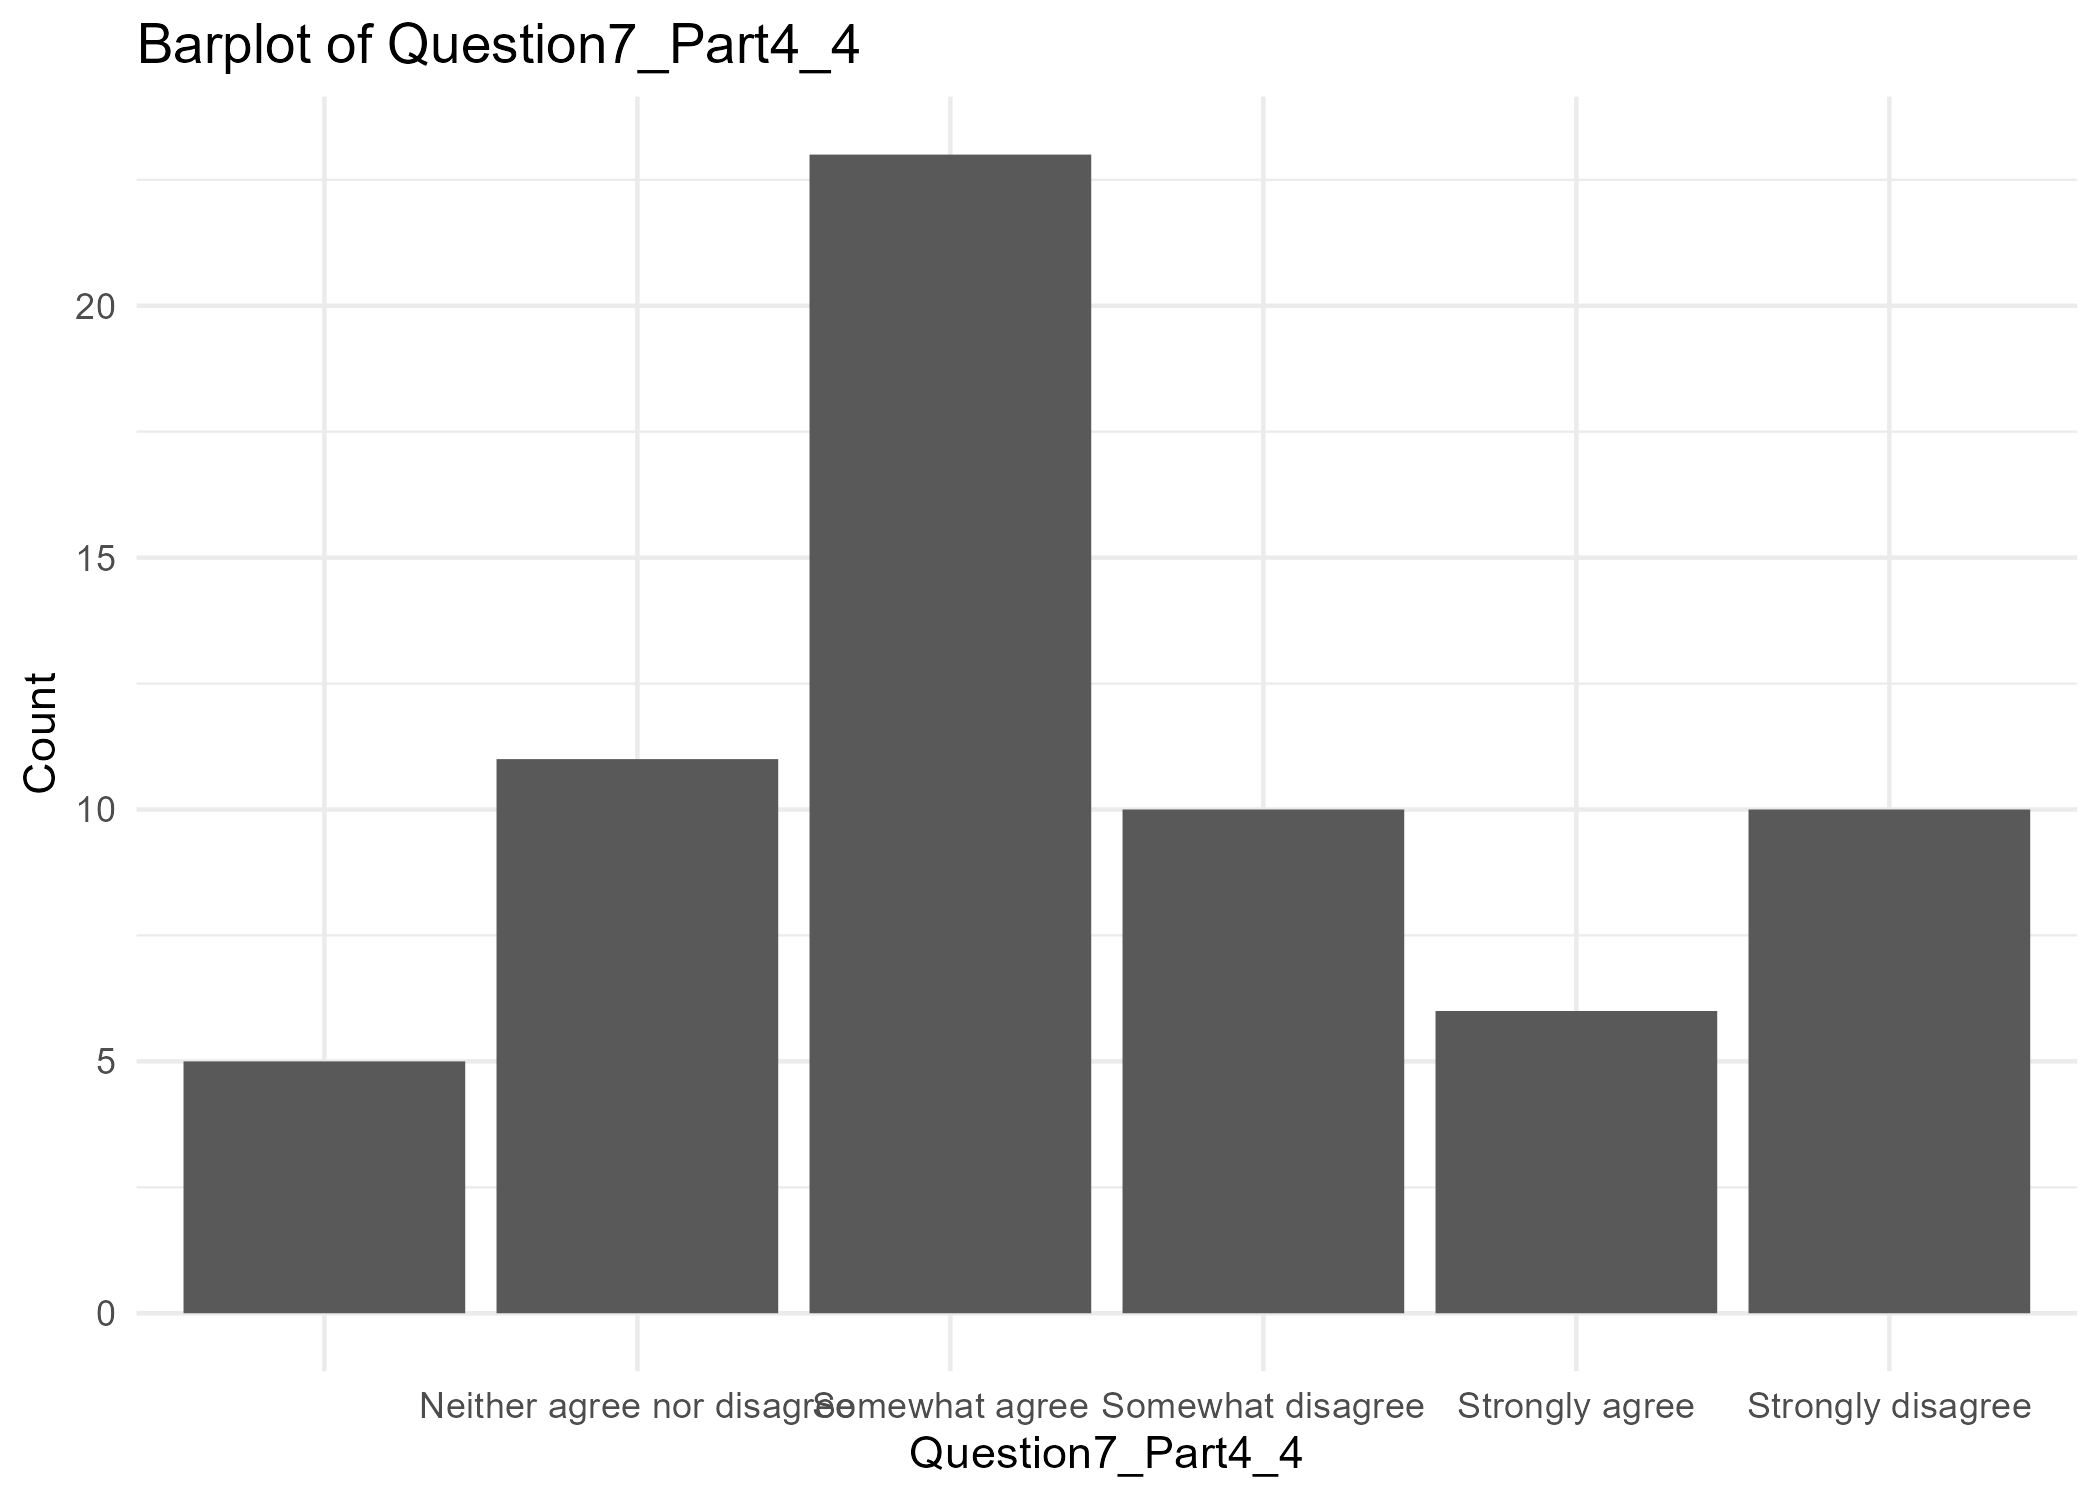 Barplot of Question7_Part4_4
Count
20
15
10
5
0
Neither agree nor disagree Somewhat agree Somewhat disagree Strongly agree Strongly disagree
Question7_Part4_4